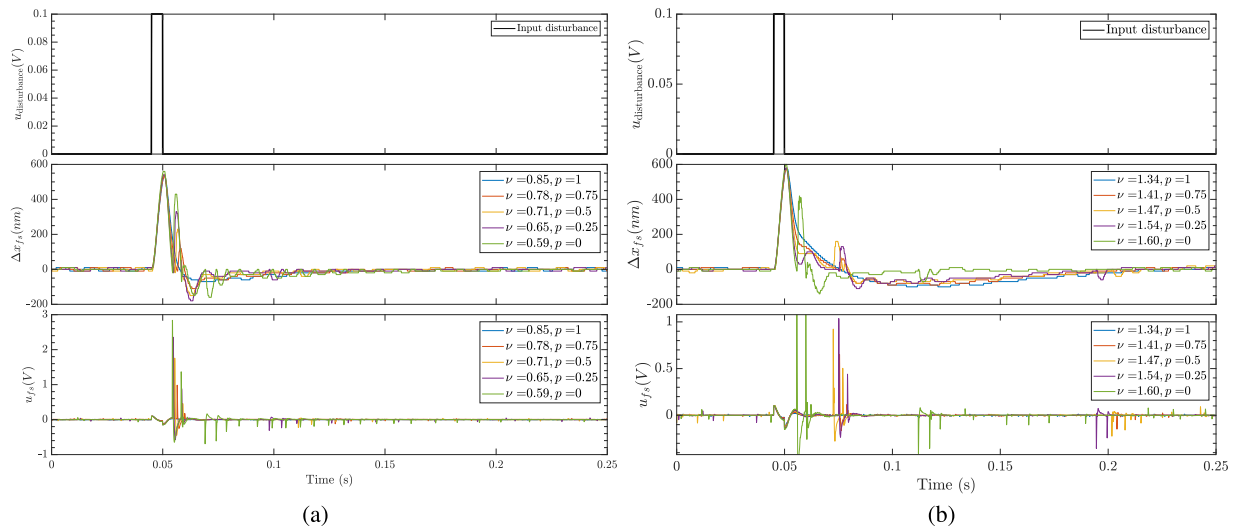 0.1
0.08
0.06
0.04
0.02
0
u_disturbance(V)
Input disturbance
600
400
200
0
-200
Δx_fs(nm)
ν =0.85, p =1
ν =0.78, p =0.75
ν =0.71, p =0.5
ν =0.65, p =0.25
ν =0.59, p =0
3
2
1
0
-1
u_fs(V)
ν =0.85, p =1
ν =0.78, p =0.75
ν =0.71, p =0.5
ν =0.65, p =0.25
ν =0.59, p =0
0 0.05 0.1 0.15 0.2 0.25
Time (s)
(a)
0.1
0.05
0
u_disturbance(V)
Input disturbance
600
400
200
0
-200
Δx_fs(nm)
ν =1.34, p =1
ν =1.41, p =0.75
ν =1.47, p =0.5
ν =1.54, p =0.25
ν =1.60, p =0
1
0.5
0
u_fs(V)
ν =1.34, p =1
ν =1.41, p =0.75
ν =1.47, p =0.5
ν =1.54, p =0.25
ν =1.60, p =0
0 0.05 0.1 0.15 0.2 0.25
Time (s)
(b)